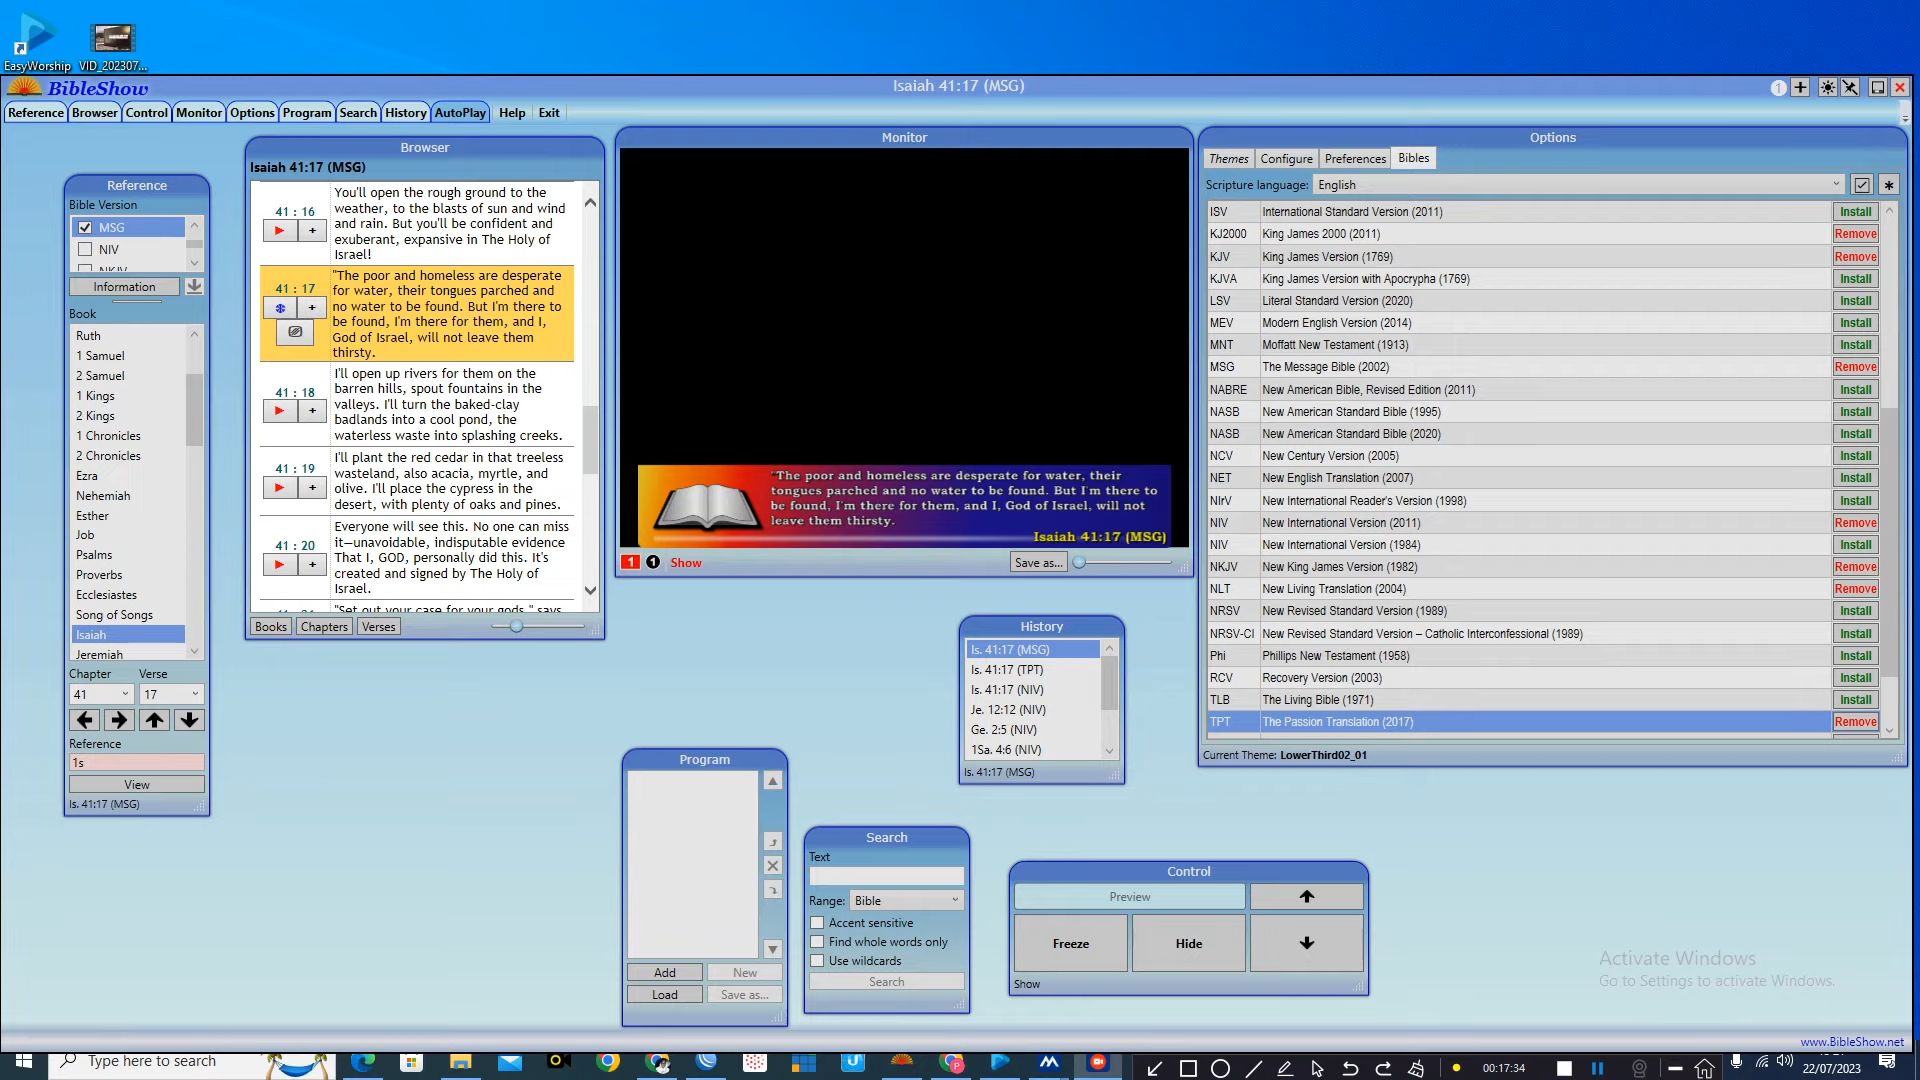 EasyWorship
VID_202307...
BibleShow
Isaiah 41:17 (MSG)
1
Reference Browser Control Monitor Options Program Search History AutoPlay Help Exit
Reference
Bible Version
MSG
NIV
NKJV
Information
Book
Ruth
1 Samuel
2 Samuel
1 Kings
2 Kings
1 Chronicles
2 Chronicles
Ezra
Nehemiah
Esther
Job
Psalms
Proverbs
Ecclesiastes
Song of Songs
Isaiah
Jeremiah
Chapter Verse
41 17
Reference
1s
View
Is. 41:17 (MSG)
Browser
Isaiah 41:17 (MSG)
41 : 16
You'll open the rough ground to the
weather, to the blasts of sun and wind
and rain. But you'll be confident and
exuberant, expansive in The Holy of
Israel!
41 : 17
"The poor and homeless are desperate
for water, their tongues parched and
no water to be found. But I'm there to
be found, I'm there for them, and I,
God of Israel, will not leave them
thirsty.
41 : 18
I'll open up rivers for them on the
barren hills, spout fountains in the
valleys. I'll turn the baked-clay
badlands into a cool pond, the
waterless waste into splashing creeks.
41 : 19
I'll plant the red cedar in that treeless
wasteland, also acacia, myrtle, and
olive. I'll place the cypress in the
desert, with plenty of oaks and pines.
41 : 20
Everyone will see this. No one can miss
it—unavoidable, indisputable evidence
That I, GOD, personally did this. It's
created and signed by The Holy of
Israel.
"Set out your case for your gods," says
Books Chapters Verses
Monitor
"The poor and homeless are desperate for water, their
tongues parched and no water to be found. But I'm there to
be found, I'm there for them, and I, God of Israel, will not
leave them thirsty.
Isaiah 41:17 (MSG)
1 1 Show Save as...
Options
Themes Configure Preferences Bibles
Scripture language: English
ISV International Standard Version (2011) Install
KJ2000 King James 2000 (2011) Remove
KJV King James Version (1769) Remove
KJVA King James Version with Apocrypha (1769) Install
LSV Literal Standard Version (2020) Install
MEV Modern English Version (2014) Install
MNT Moffatt New Testament (1913) Install
MSG The Message Bible (2002) Remove
NABRE New American Bible, Revised Edition (2011) Install
NASB New American Standard Bible (1995) Install
NASB New American Standard Bible (2020) Install
NCV New Century Version (2005) Install
NET New English Translation (2007) Install
NIrV New International Reader's Version (1998) Install
NIV New International Version (2011) Remove
NIV New International Version (1984) Install
NKJV New King James Version (1982) Remove
NLT New Living Translation (2004) Remove
NRSV New Revised Standard Version (1989) Install
NRSV-CI New Revised Standard Version – Catholic Interconfessional (1989) Install
Phi Phillips New Testament (1958) Install
RCV Recovery Version (2003) Install
TLB The Living Bible (1971) Install
TPT The Passion Translation (2017) Remove
Current Theme: LowerThird02_01
History
Is. 41:17 (MSG)
Is. 41:17 (TPT)
Is. 41:17 (NIV)
Je. 12:12 (NIV)
Ge. 2:5 (NIV)
1Sa. 4:6 (NIV)
Is. 41:17 (MSG)
Program
Add New
Load Save as...
Search
Text
Range: Bible
Accent sensitive
Find whole words only
Use wildcards
Search
Control
Preview
Freeze Hide
Show
Activate Windows
Go to Settings to activate Windows.
www.BibleShow.net
Type here to search
00:17:34
22/07/2023